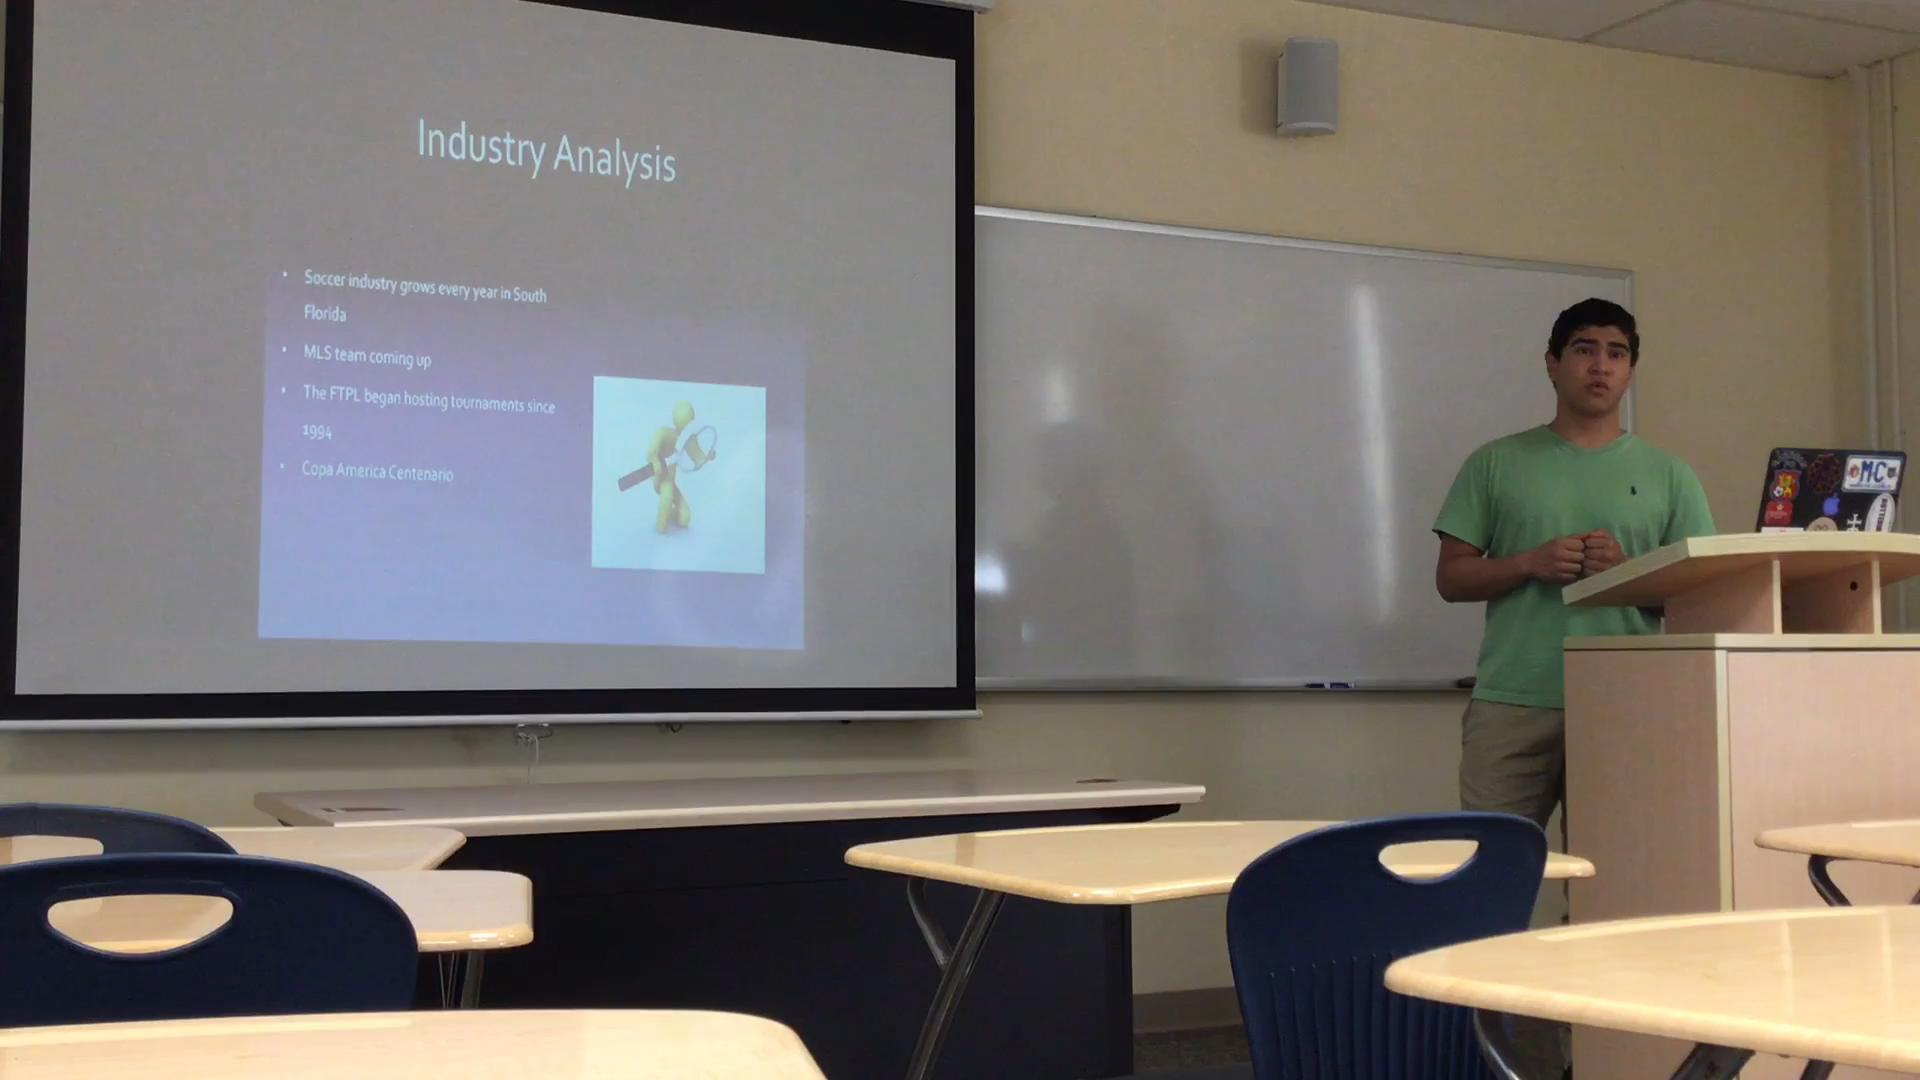 Industry Analysis
• Soccer industry grows every year in South
Florida
• MLS team coming up
• The FTPL began hosting tournaments since
1994
• Copa America Centenario
MC